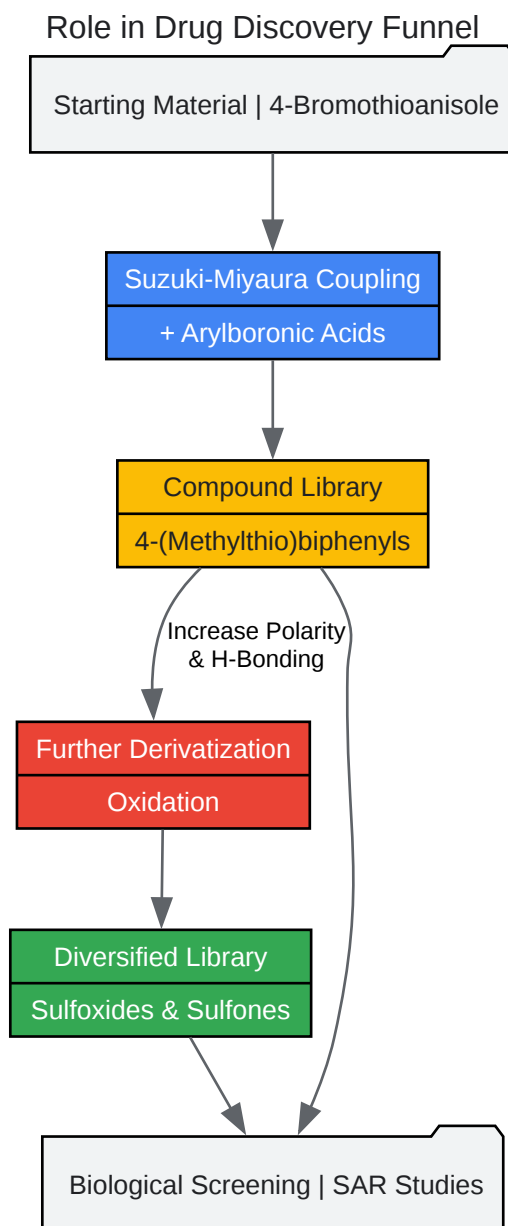 Role in Drug Discovery Funnel
Starting Material | 4-Bromothioanisole
Suzuki-Miyaura Coupling
+ Arylboronic Acids
Compound Library
4-(Methylthio)biphenyls
Increase Polarity
& H-Bonding
Further Derivatization
Oxidation
Diversified Library
Sulfoxides & Sulfones
Biological Screening | SAR Studies